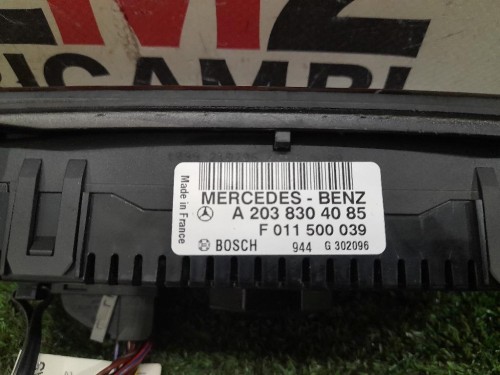 RICAMBI
MERCEDES - BENZ
A 203 830 40 85
F 011 500 039
BOSCH 944 G 302096
Made in France